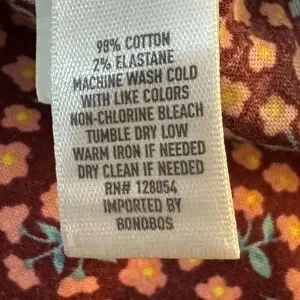 98% COTTON
2% ELASTANE
MACHINE WASH COLD
WITH LIKE COLORS
NON-CHLORINE BLEACH
TUMBLE DRY LOW
WARM IRON IF NEEDED
DRY CLEAN IF NEEDED
RN# 128054
IMPORTED BY
BONOBOS